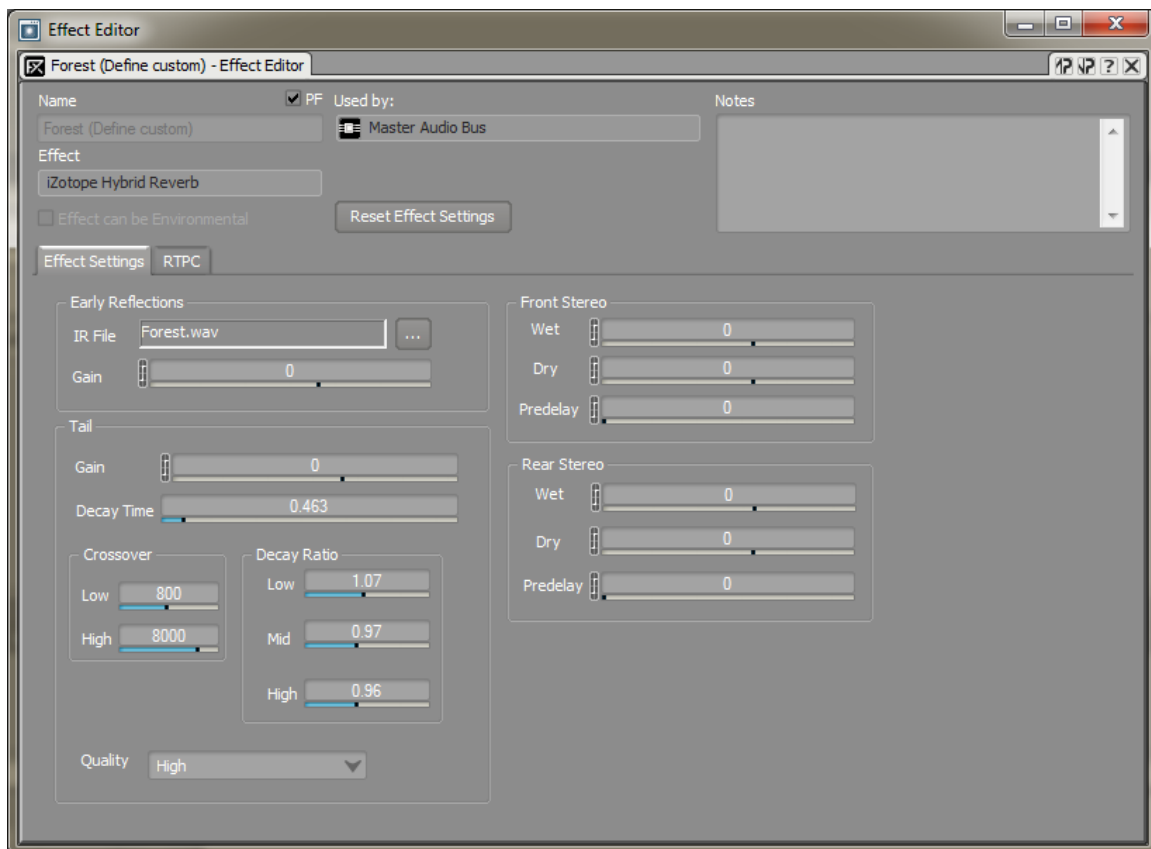 Effect Editor
Forest (Define custom) - Effect Editor
Name
PF
Used by:
Notes
Forest (Define custom)
Master Audio Bus
Effect
iZotope Hybrid Reverb
Effect can be Environmental
Reset Effect Settings
Effect Settings
RTPC
Early Reflections
IR File
Forest.wav
...
Gain
0
Tail
Gain
0
Decay Time
0.463
Crossover
Low
800
High
8000
Decay Ratio
Low
1.07
Mid
0.97
High
0.96
Quality
High
Front Stereo
Wet
0
Dry
0
Predelay
0
Rear Stereo
Wet
0
Dry
0
Predelay
0